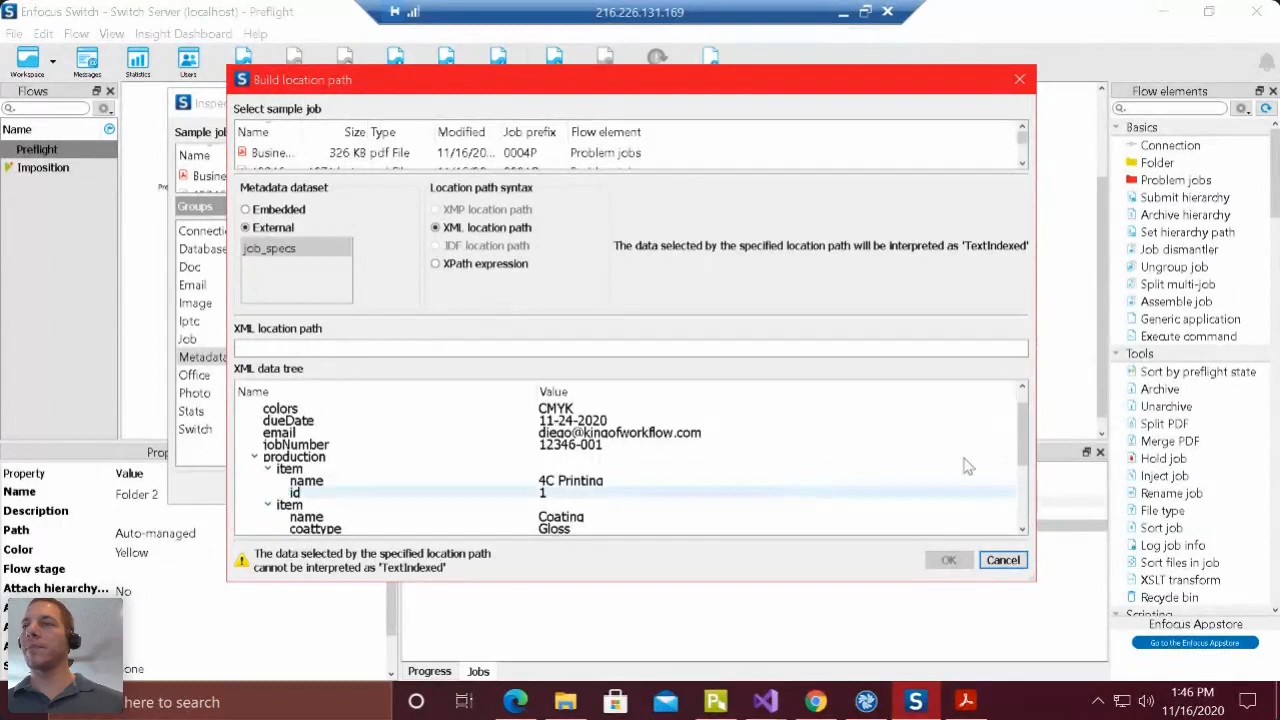 Enfocus Switch - Switch Server (localhost) - Preflight
216.226.131.169
File Edit Flow View Insight Dashboard Help
Workspace
Messages
Statistics
Users
Flows
Name
Preflight
Imposition
Sample jo
Name
Busin
Groups
Connecti
Database
Doc
Email
Image
Iptc
Job
Metadata
Office
Photo
Stats
Switch
Build location path
Select sample job
Name Size Type Modified Job prefix Flow element
Busine... 326 KB pdf File 11/16/20... 0004P Problem jobs
Metadata dataset
Embedded
External
job_specs
Location path syntax
XMP location path
XML location path
JDF location path
XPath expression
The data selected by the specified location path will be interpreted as 'TextIndexed'
XML location path
XML data tree
Name Value
colors CMYK
dueDate 11-24-2020
email diego@kingofworkflow.com
jobNumber 12346-001
production
item
name 4C Printing
id 1
item
name Coating
coattype Gloss
The data selected by the specified location path
cannot be interpreted as 'TextIndexed'
OK
Cancel
Property Value
Name Folder 2
Description
Path Auto-managed
Color Yellow
Flow stage
Attach hierarchy... No
Progress Jobs
Flow elements
Basics
Connection
Folder
Problem jobs
Submit hierarchy
Archive hierarchy
Set hierarchy path
Job dismantler
Ungroup job
Split multi-job
Assemble job
Generic application
Execute command
Tools
Sort by preflight state
Archive
Unarchive
Split PDF
Merge PDF
Hold job
Inject job
Rename job
File type
Sort job
Log job info
Sort files in job
XSLT transform
Recycle bin
Scripting
Enfocus Appstore
Go to the Enfocus Appstore
here to search
1:46 PM
11/16/2020